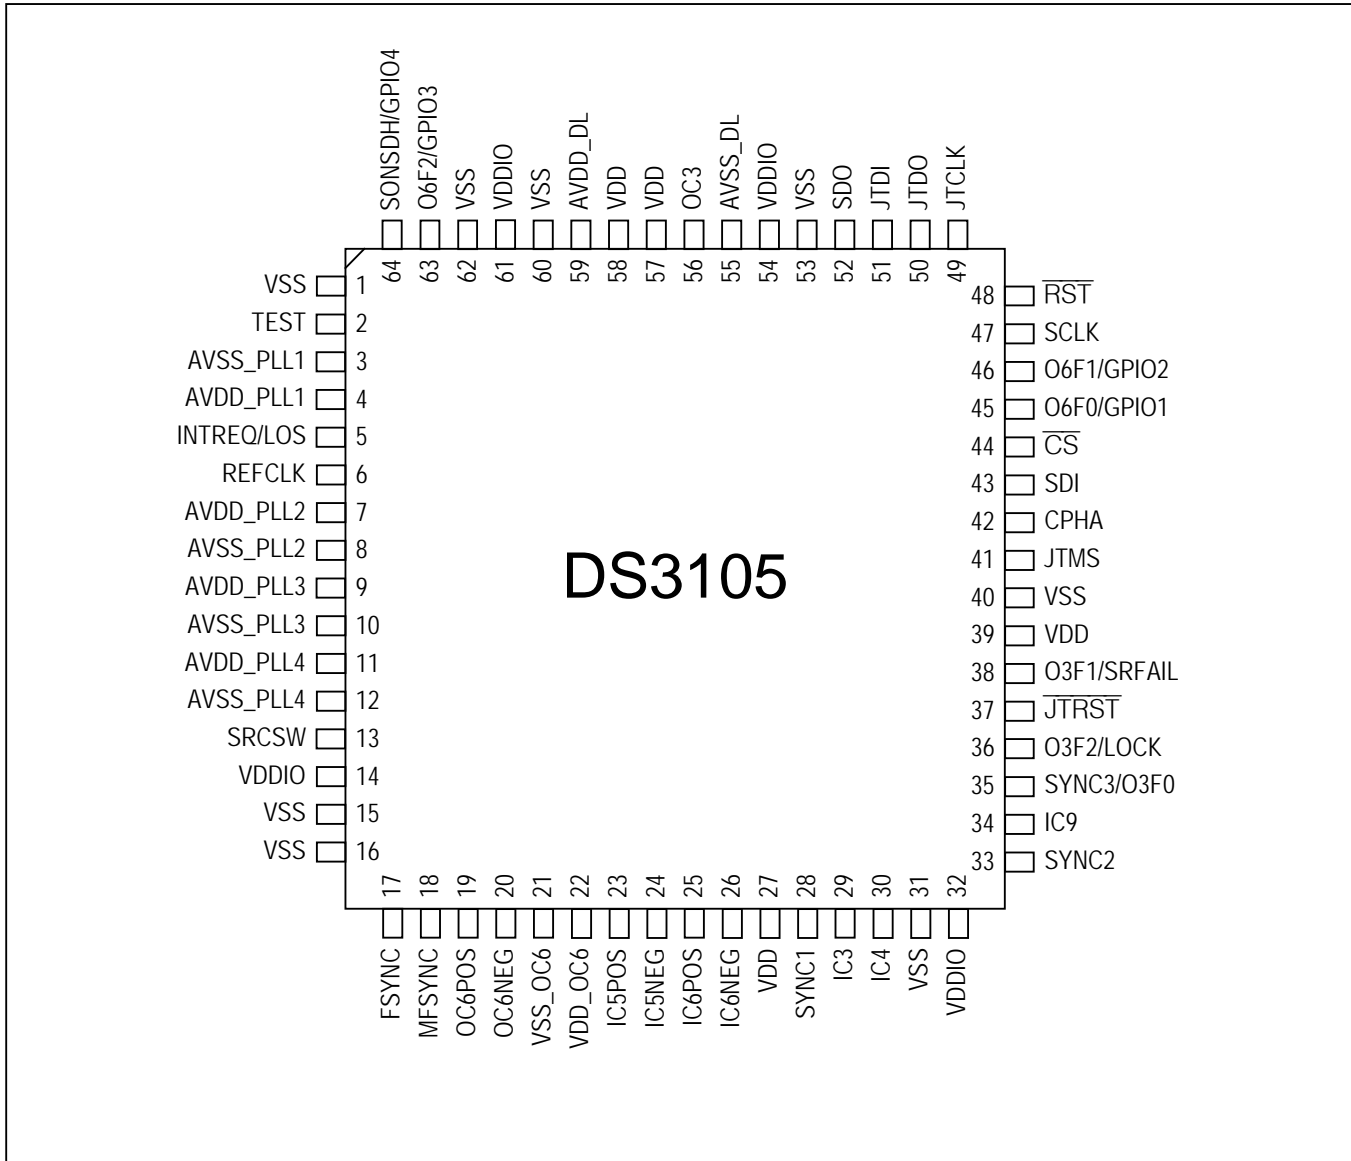 SONSDH/GPIO4
O6F2/GPIO3
VSS
VDDIO
VSS
AVDD_DL
VDD
VDD
OC3
AVSS_DL
VDDIO
VSS
SDO
JTDI
JTDO
JTCLK
64
63
62
61
60
59
58
57
56
55
54
53
52
51
50
49
VSS 1
TEST 2
AVSS_PLL1 3
AVDD_PLL1 4
INTREQ/LOS 5
REFCLK 6
AVDD_PLL2 7
AVSS_PLL2 8
AVDD_PLL3 9
AVSS_PLL3 10
AVDD_PLL4 11
AVSS_PLL4 12
SRCSW 13
VDDIO 14
VSS 15
VSS 16
DS3105
48 RST
47 SCLK
46 O6F1/GPIO2
45 O6F0/GPIO1
44 CS
43 SDI
42 CPHA
41 JTMS
40 VSS
39 VDD
38 O3F1/SRFAIL
37 JTRST
36 O3F2/LOCK
35 SYNC3/O3F0
34 IC9
33 SYNC2
17
18
19
20
21
22
23
24
25
26
27
28
29
30
31
32
FSYNC
MFSYNC
OC6POS
OC6NEG
VSS_OC6
VDD_OC6
IC5POS
IC5NEG
IC6POS
IC6NEG
VDD
SYNC1
IC3
IC4
VSS
VDDIO